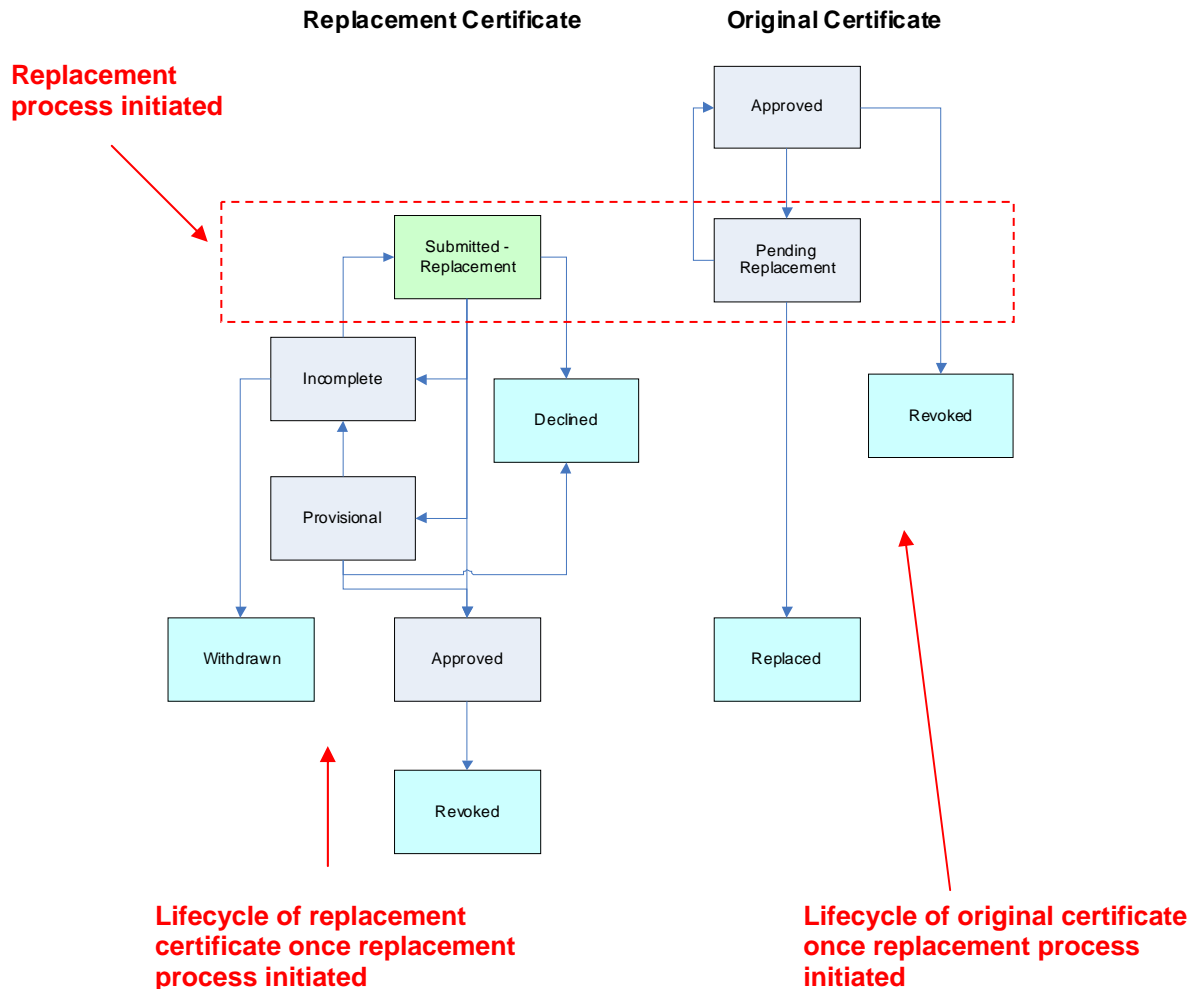 Replacement Certificate
Original Certificate
Replacement
process initiated
Approved
Submitted -
Replacement
Pending
Replacement
Incomplete
Declined
Revoked
Provisional
Withdrawn
Approved
Replaced
Revoked
Lifecycle of replacement
certificate once replacement
process initiated
Lifecycle of original certificate
once replacement process
initiated